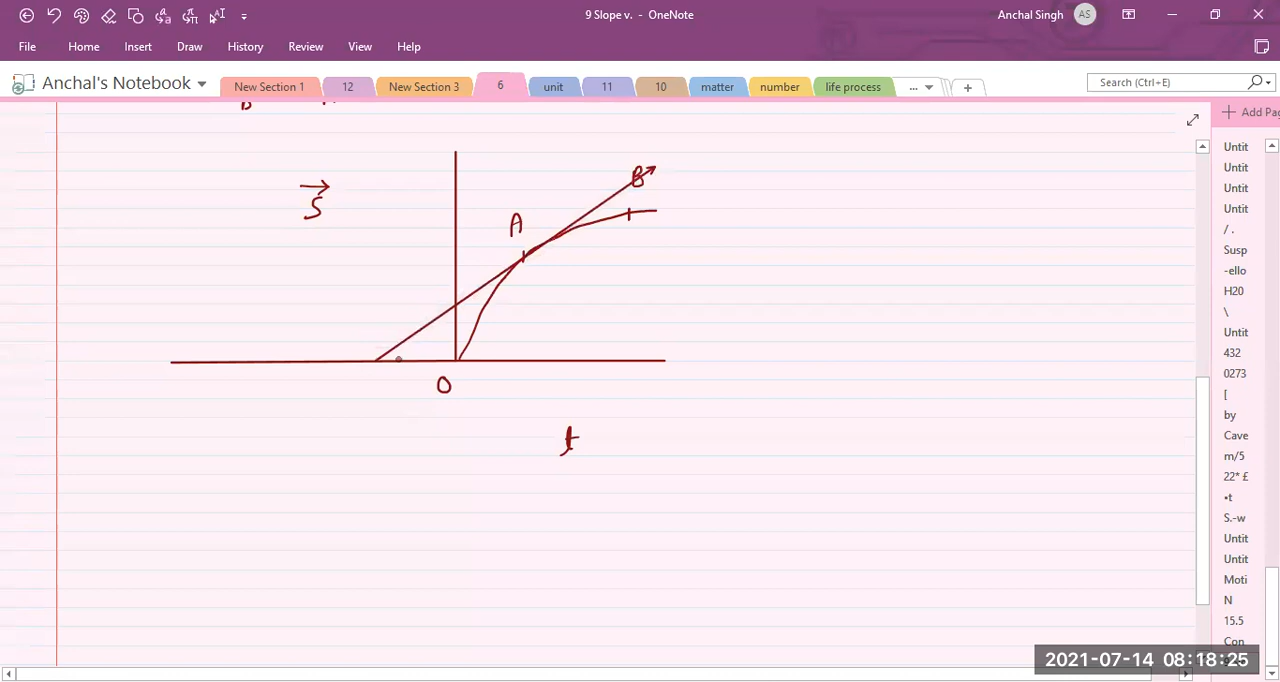 9 Slope v. - OneNote
Anchal Singh AS
File Home Insert Draw History Review View Help
Anchal's Notebook New Section 1 12 New Section 3 6 unit 11 10 matter number life process ... + Search (Ctrl+E)
+ Add Pag
Untit
Untit
Untit
Untit
/ .
Susp
-ello
H20
\
Untit
432
0273
[
by
Cave
m/5
22* £
•t
S.-w
Untit
Untit
Moti
N
15.5
Con
S
A
B
O
t
2021-07-14 08:18:25